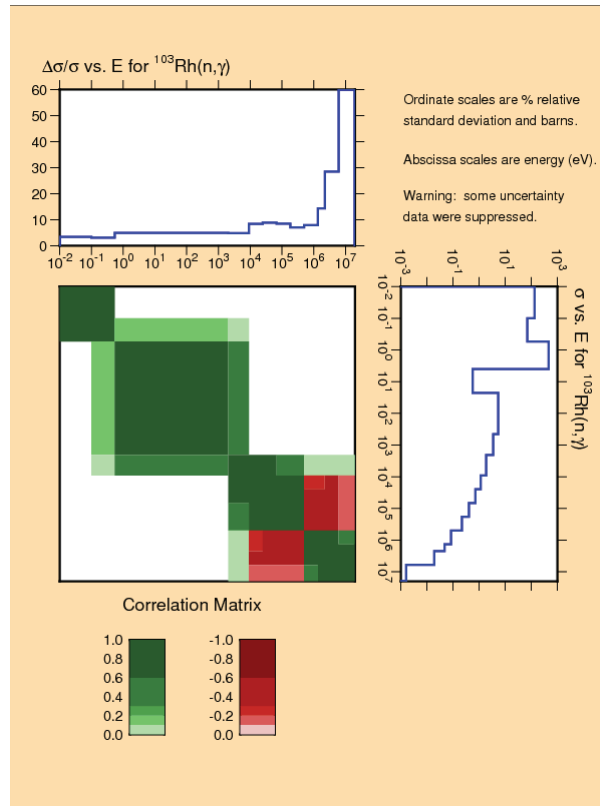 Δσ/σ vs. E for ¹⁰³Rh(n,γ)
60
50
40
30
20
10
0
10⁻² 10⁻¹ 10⁰ 10¹ 10² 10³ 10⁴ 10⁵ 10⁶ 10⁷
Ordinate scales are % relative
standard deviation and barns.
Abscissa scales are energy (eV).
Warning: some uncertainty
data were suppressed.
10⁻³ 10⁻¹ 10¹ 10³
10⁻² 10⁻¹ 10⁰ 10¹ 10² 10³ 10⁴ 10⁵ 10⁶ 10⁷
σ vs. E for ¹⁰³Rh(n,γ)
Correlation Matrix
1.0
0.8
0.6
0.4
0.2
0.0
-1.0
-0.8
-0.6
-0.4
-0.2
0.0